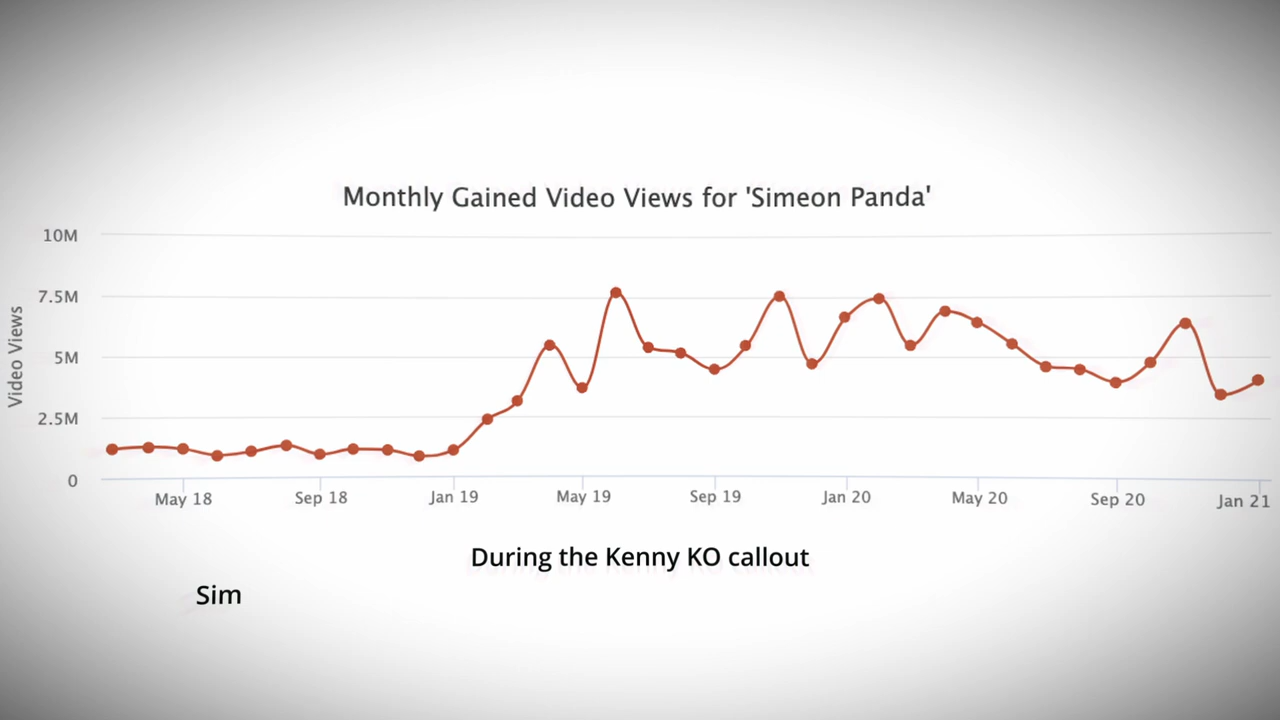 Monthly Gained Video Views for 'Simeon Panda'
10M
7.5M
5M
2.5M
0
Video Views
May 18
Sep 18
Jan 19
May 19
Sep 19
Jan 20
May 20
Sep 20
Jan 21
During the Kenny KO callout
Sim